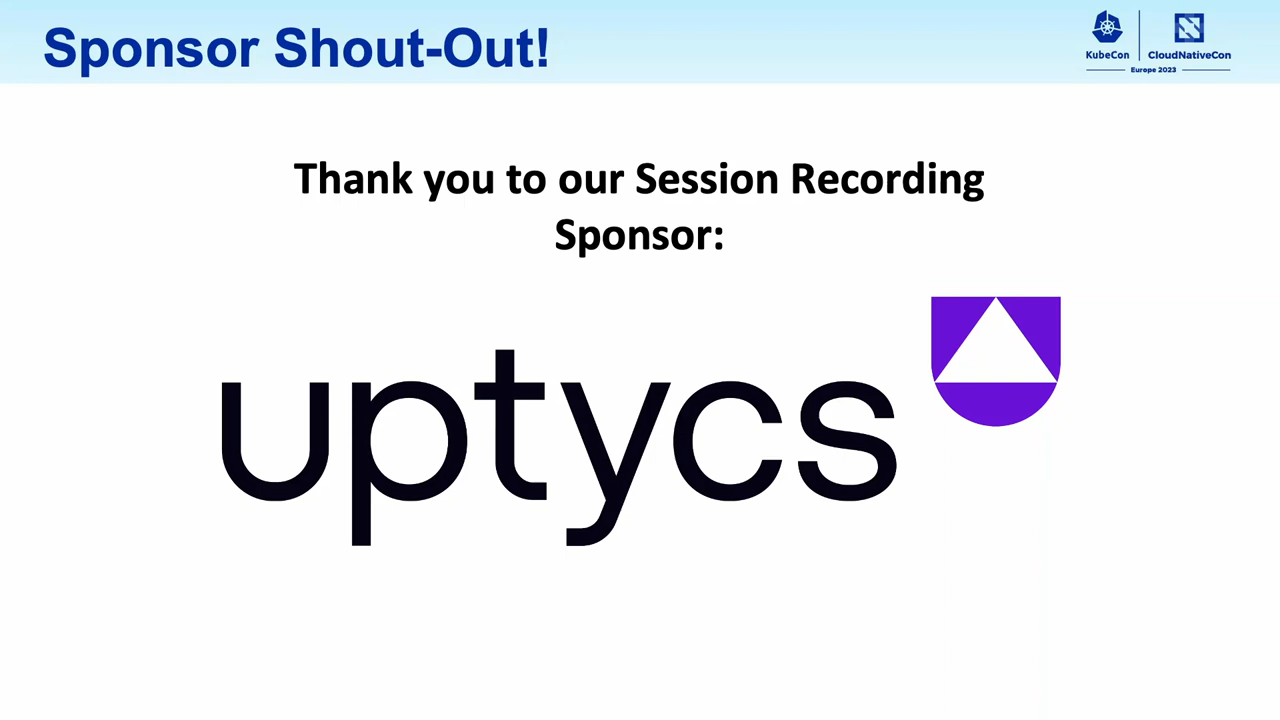 Sponsor Shout-Out!
KubeCon
CloudNativeCon
Europe 2023
Thank you to our Session Recording
Sponsor:
uptycs